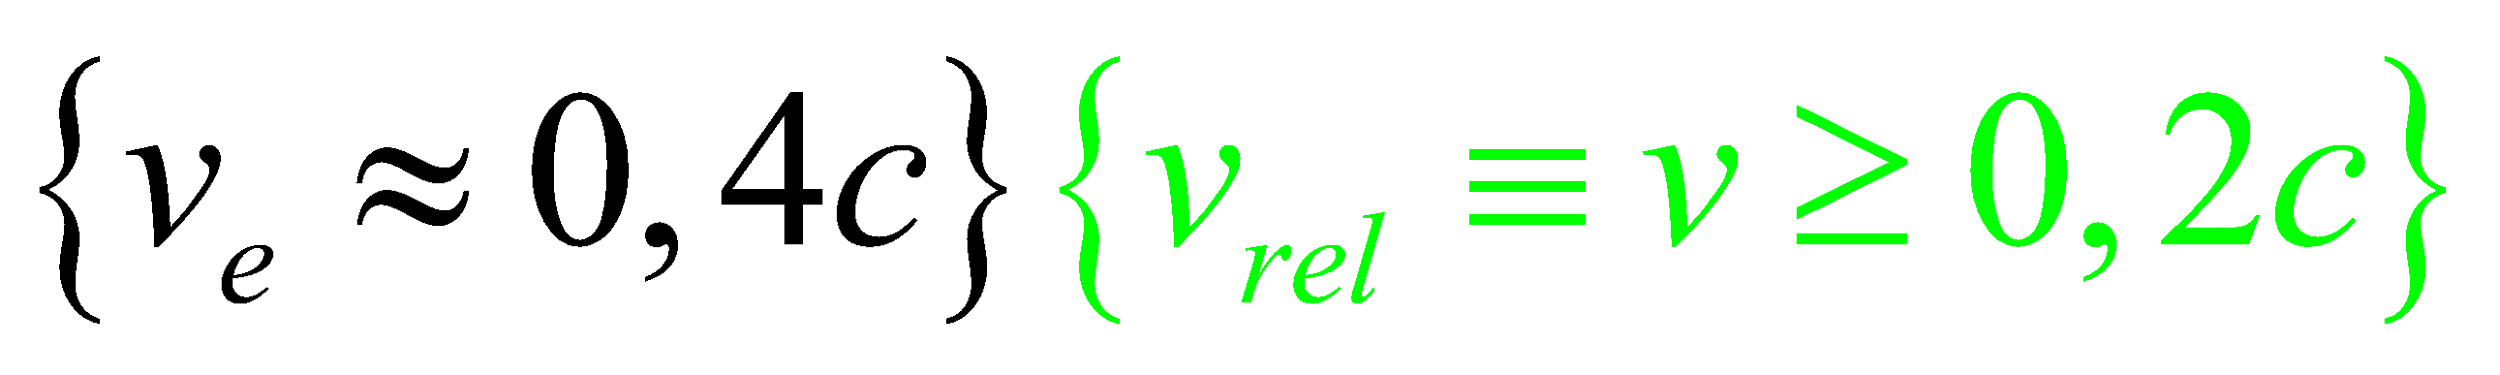 {v_e ≈ 0,4c} {v_rel ≡ v ≥ 0,2c}